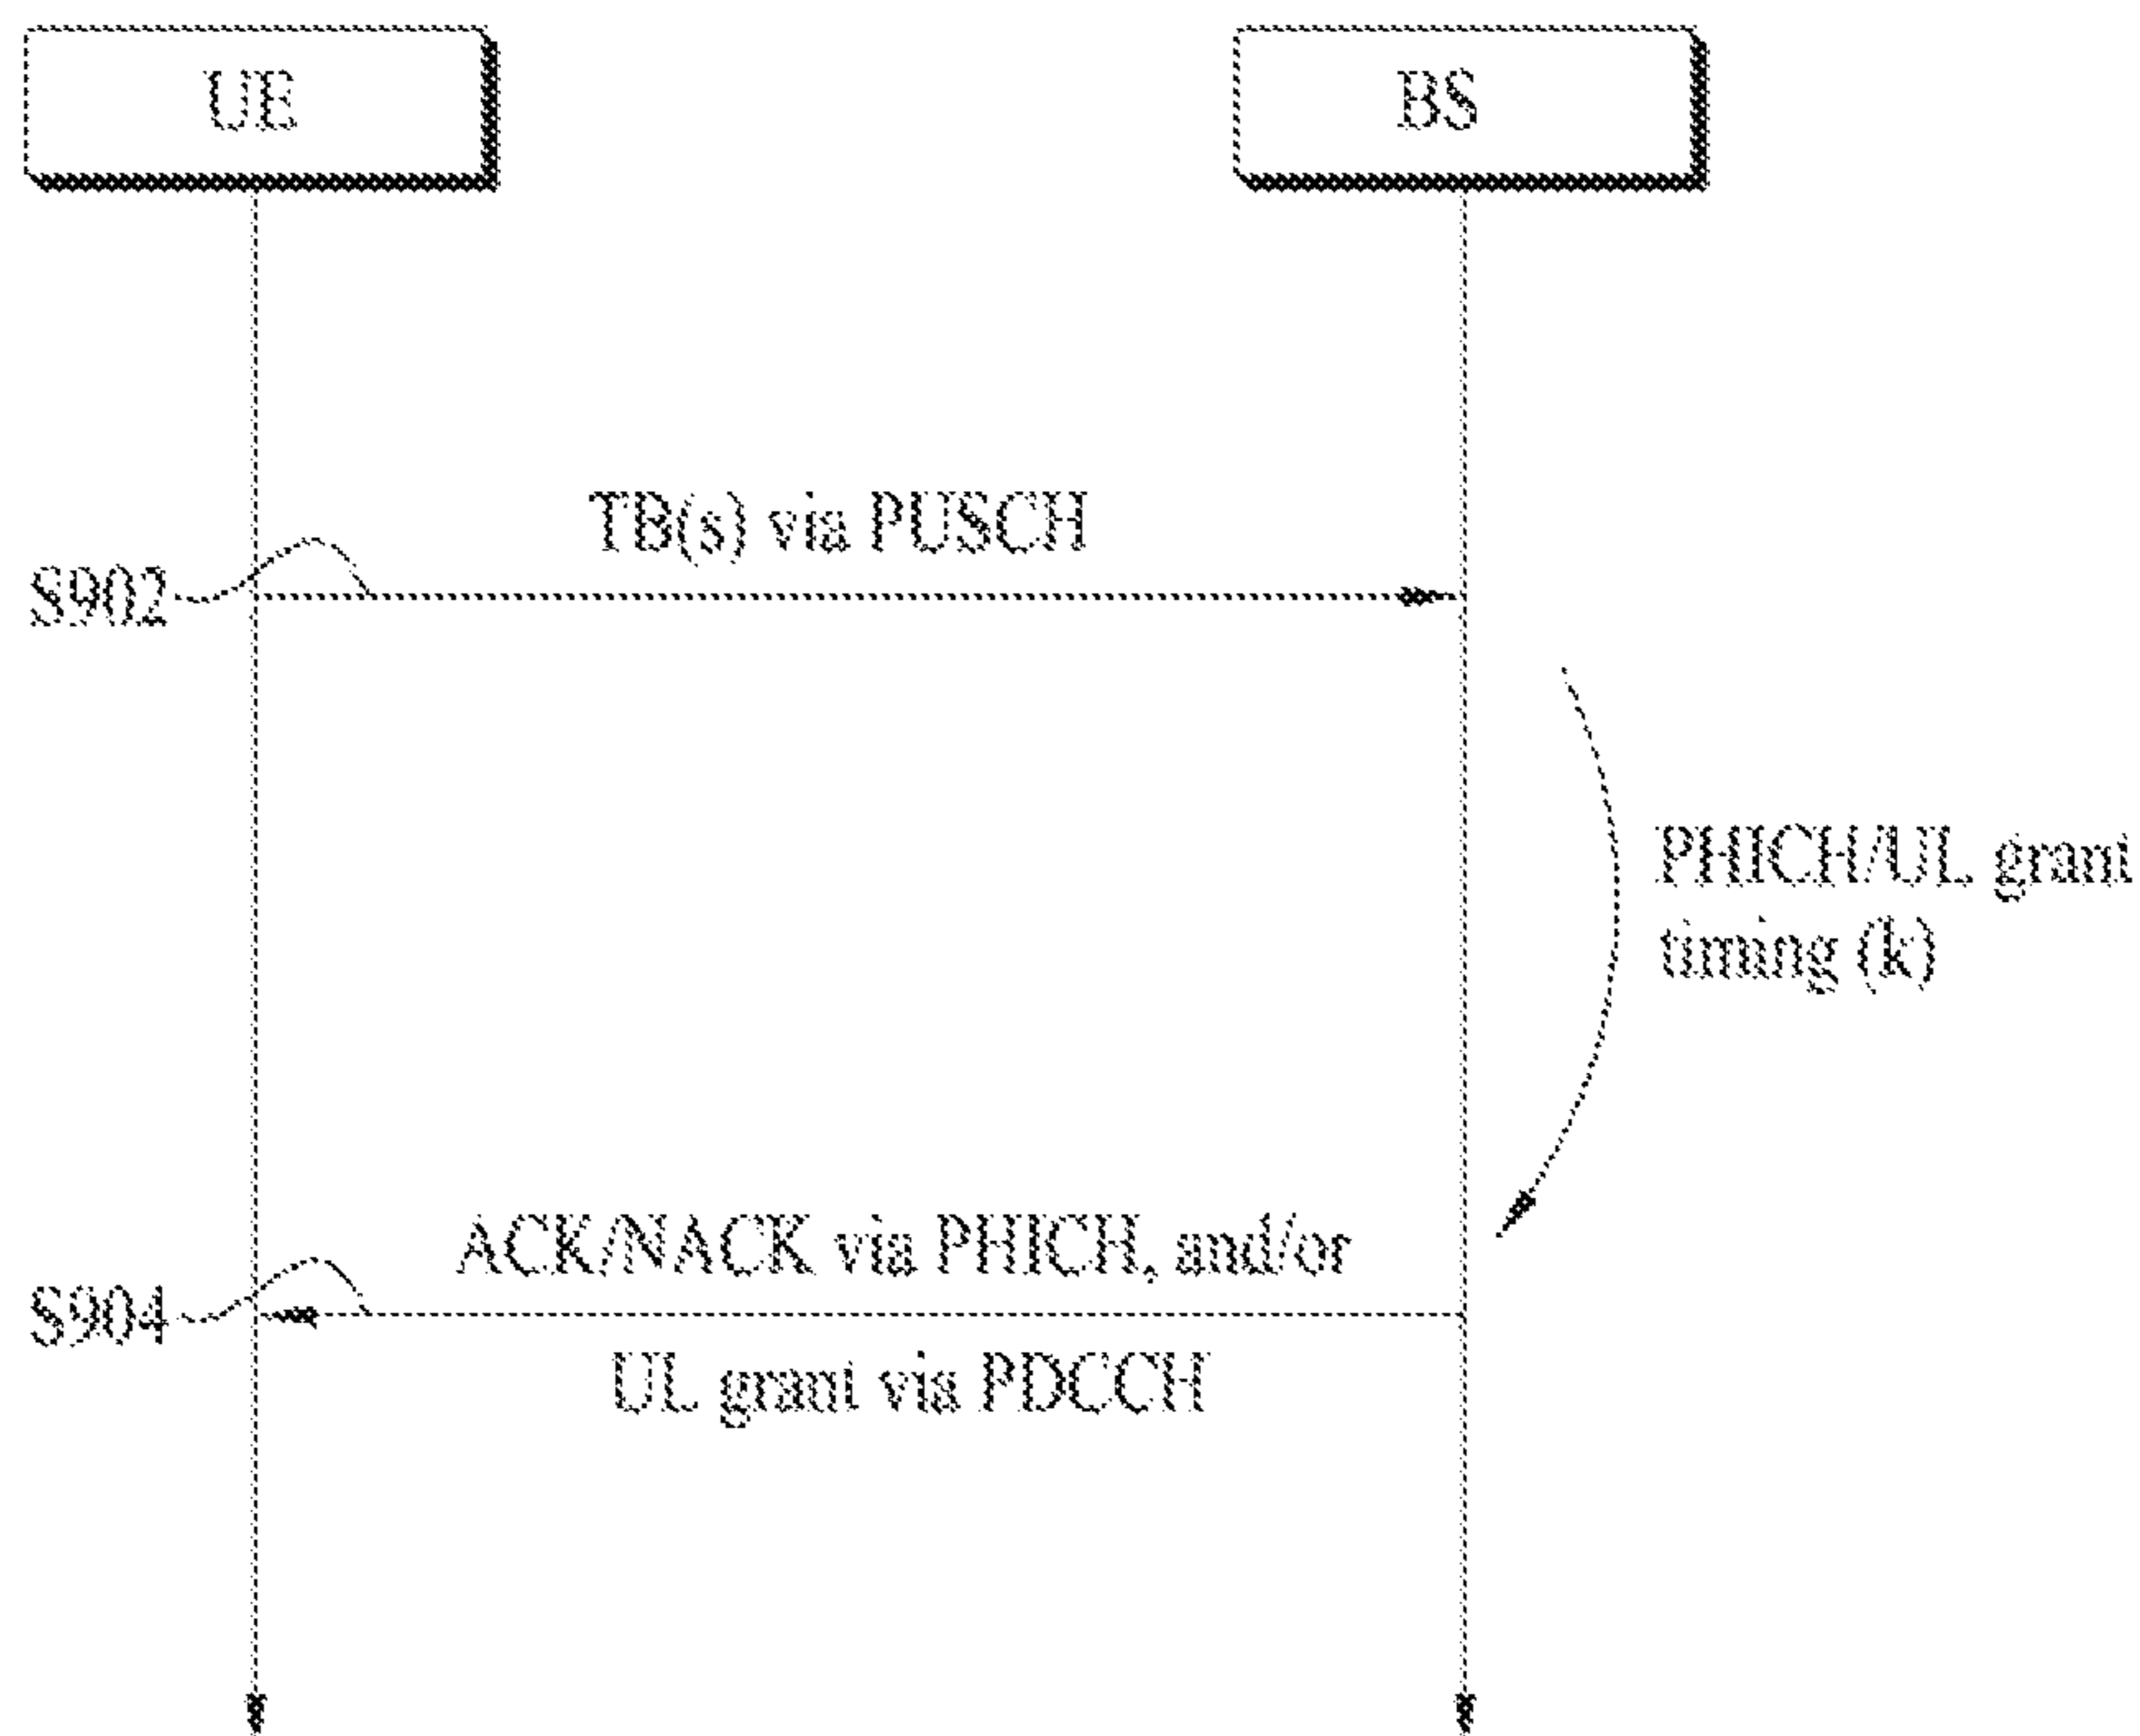 UE
BS
TB(s) via PUSCH
S902
PHICH/UL grant
timing (k)
ACK/NACK via PHICH, and/or
S904
UL grant via PDCCH